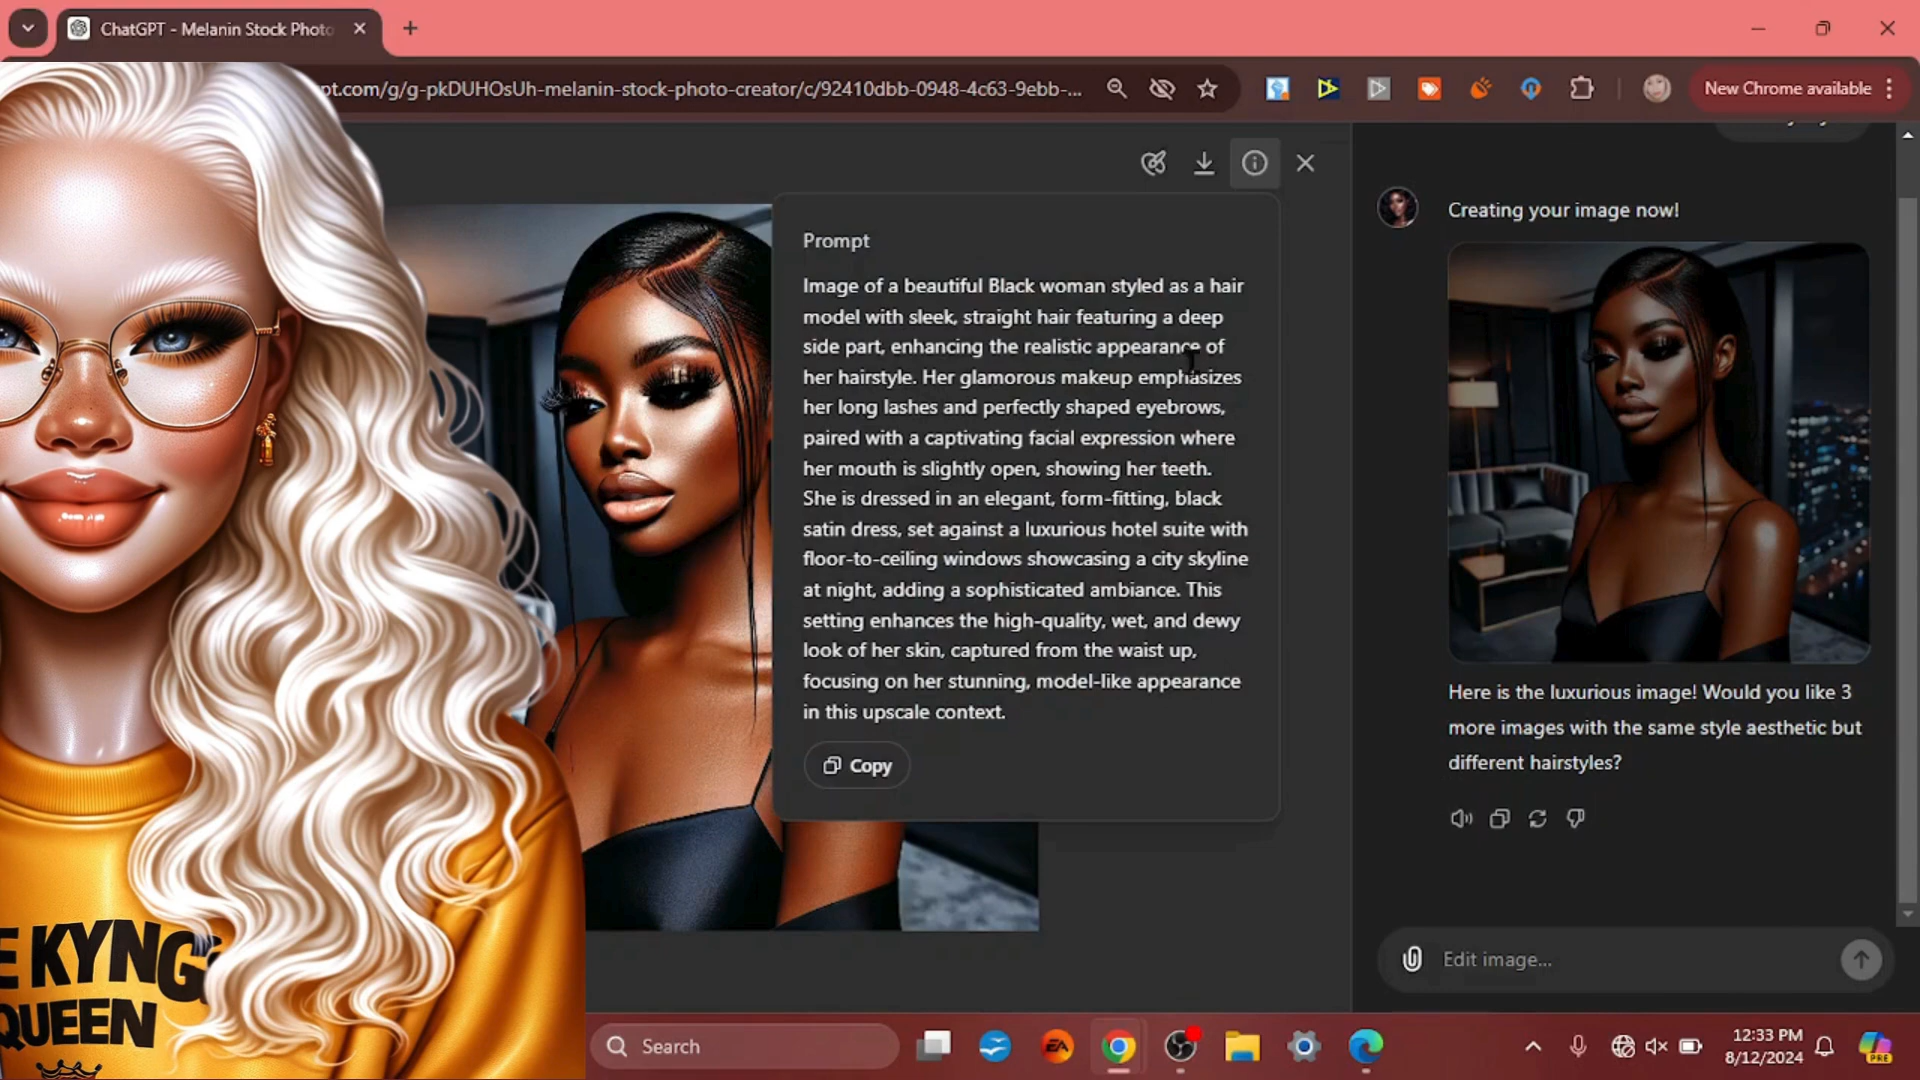 ChatGPT - Melanin Stock Photo
pt.com/g/g-pkDUHOsUh-melanin-stock-photo-creator/c/92410dbb-0948-4c63-9ebb-...
New Chrome available
Prompt
Image of a beautiful Black woman styled as a hair
model with sleek, straight hair featuring a deep
side part, enhancing the realistic appearance of
her hairstyle. Her glamorous makeup emphasizes
her long lashes and perfectly shaped eyebrows,
paired with a captivating facial expression where
her mouth is slightly open, showing her teeth.
She is dressed in an elegant, form-fitting, black
satin dress, set against a luxurious hotel suite with
floor-to-ceiling windows showcasing a city skyline
at night, adding a sophisticated ambiance. This
setting enhances the high-quality, wet, and dewy
look of her skin, captured from the waist up,
focusing on her stunning, model-like appearance
in this upscale context.
Copy
Creating your image now!
Here is the luxurious image! Would you like 3
more images with the same style aesthetic but
different hairstyles?
Edit image...
E KYNG
QUEEN
Search
EA
12:33 PM
8/12/2024
PRE